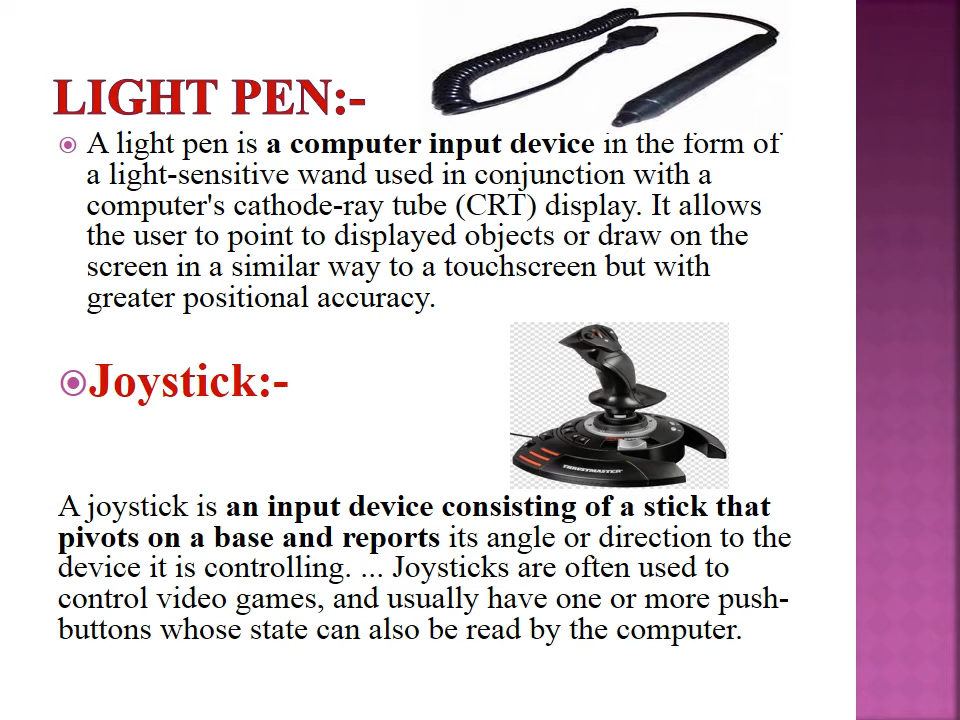 LIGHT PEN:-
A light pen is a computer input device in the form of
a light-sensitive wand used in conjunction with a
computer's cathode-ray tube (CRT) display. It allows
the user to point to displayed objects or draw on the
screen in a similar way to a touchscreen but with
greater positional accuracy.
Joystick:-
THRUSTMASTER
A joystick is an input device consisting of a stick that
pivots on a base and reports its angle or direction to the
device it is controlling. ... Joysticks are often used to
control video games, and usually have one or more push-
buttons whose state can also be read by the computer.